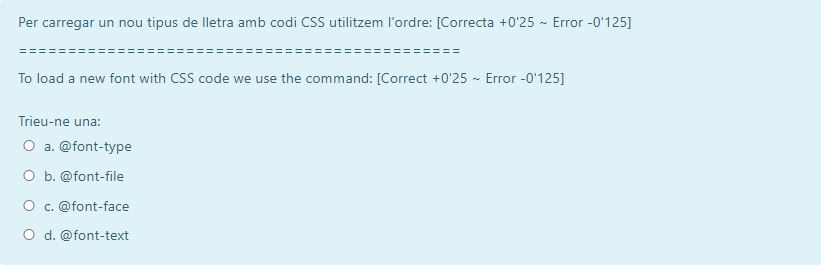 Per carregar un nou tipus de lletra amb codi CSS utilitzem l'ordre: [Correcta +0'25 ~ Error -0'125]
==============================================
To load a new font with CSS code we use the command: [Correct +0'25 ~ Error -0'125]
Trieu-ne una:
a. @font-type
b. @font-file
c. @font-face
d. @font-text